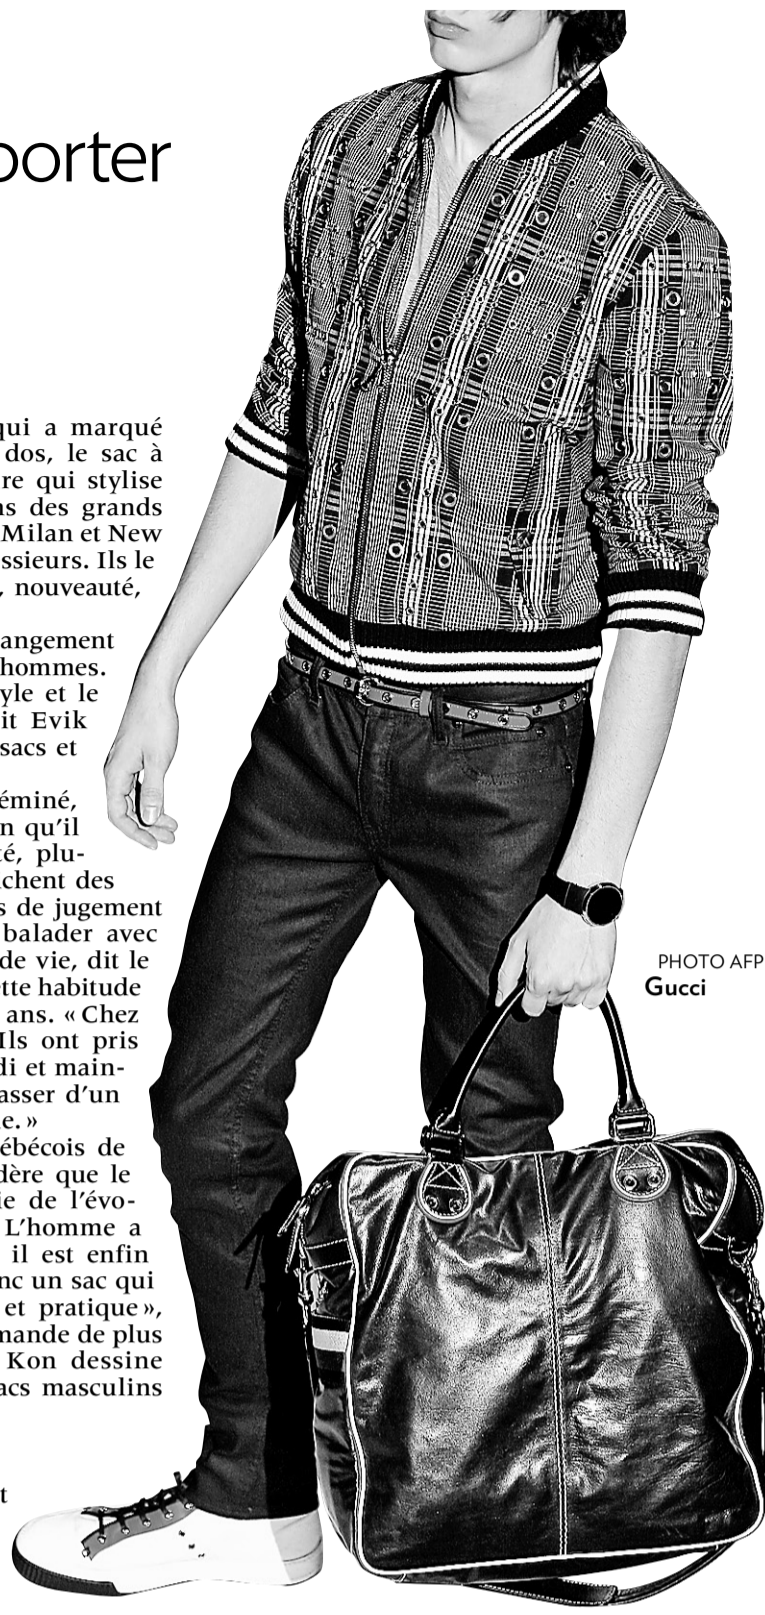 porter
qui a marqué
dos, le sac à
re qui stylise
ns des grands
Milan et New
ssieurs. Ils le
, nouveauté,
angement
hommes.
yle et le
it Evik
sacs et
éminé,
n qu’il
té, plu-
chent des
s de jugement
balader avec
de vie, dit le
ette habitude
ans. « Chez
Ils ont pris
di et main-
asser d’un
e. »
ébécois de
dère que le
ie de l’évo-
L’homme a
il est enfin
nc un sac qui
et pratique »,
mande de plus
Kon dessine
acs masculins
t
PHOTO AFP
Gucci